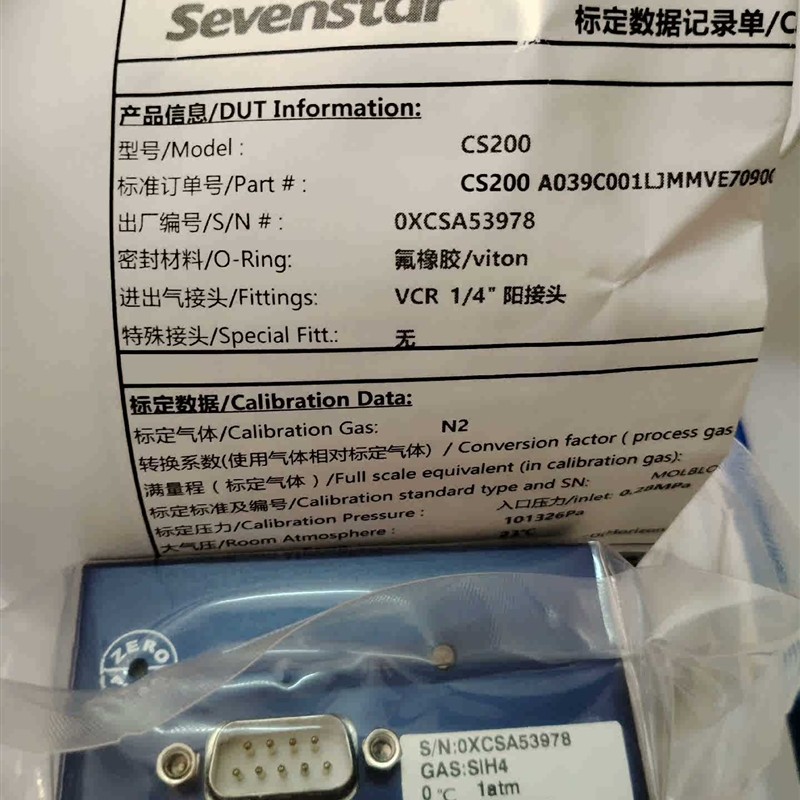 Sevenstar
标定数据记录单/C
产品信息/DUT Information:
型号/Model : CS200
标准订单号/Part # : CS200 A039C001LJMMVE7090
出厂编号/S/N # : 0XCSA53978
密封材料/O-Ring: 氟橡胶/viton
进出气接头/Fittings: VCR 1/4" 阳接头
特殊接头/Special Fitt.: 无
标定数据/Calibration Data:
标定气体/Calibration Gas: N2
转换系数(使用气体相对标定气体) / Conversion factor ( process gas
满量程 ( 标定气体 ) /Full scale equivalent (in calibration gas):
标定标准及编号/Calibration standard type and SN: MOLBLO
标定压力/Calibration Pressure : 入口压力/inlet: 0.28MPa
大气压/Room Atmosphere : 101326Pa
23℃
ZERO
S/N:0XCSA53978
GAS:SIH4
0 ℃ 1atm